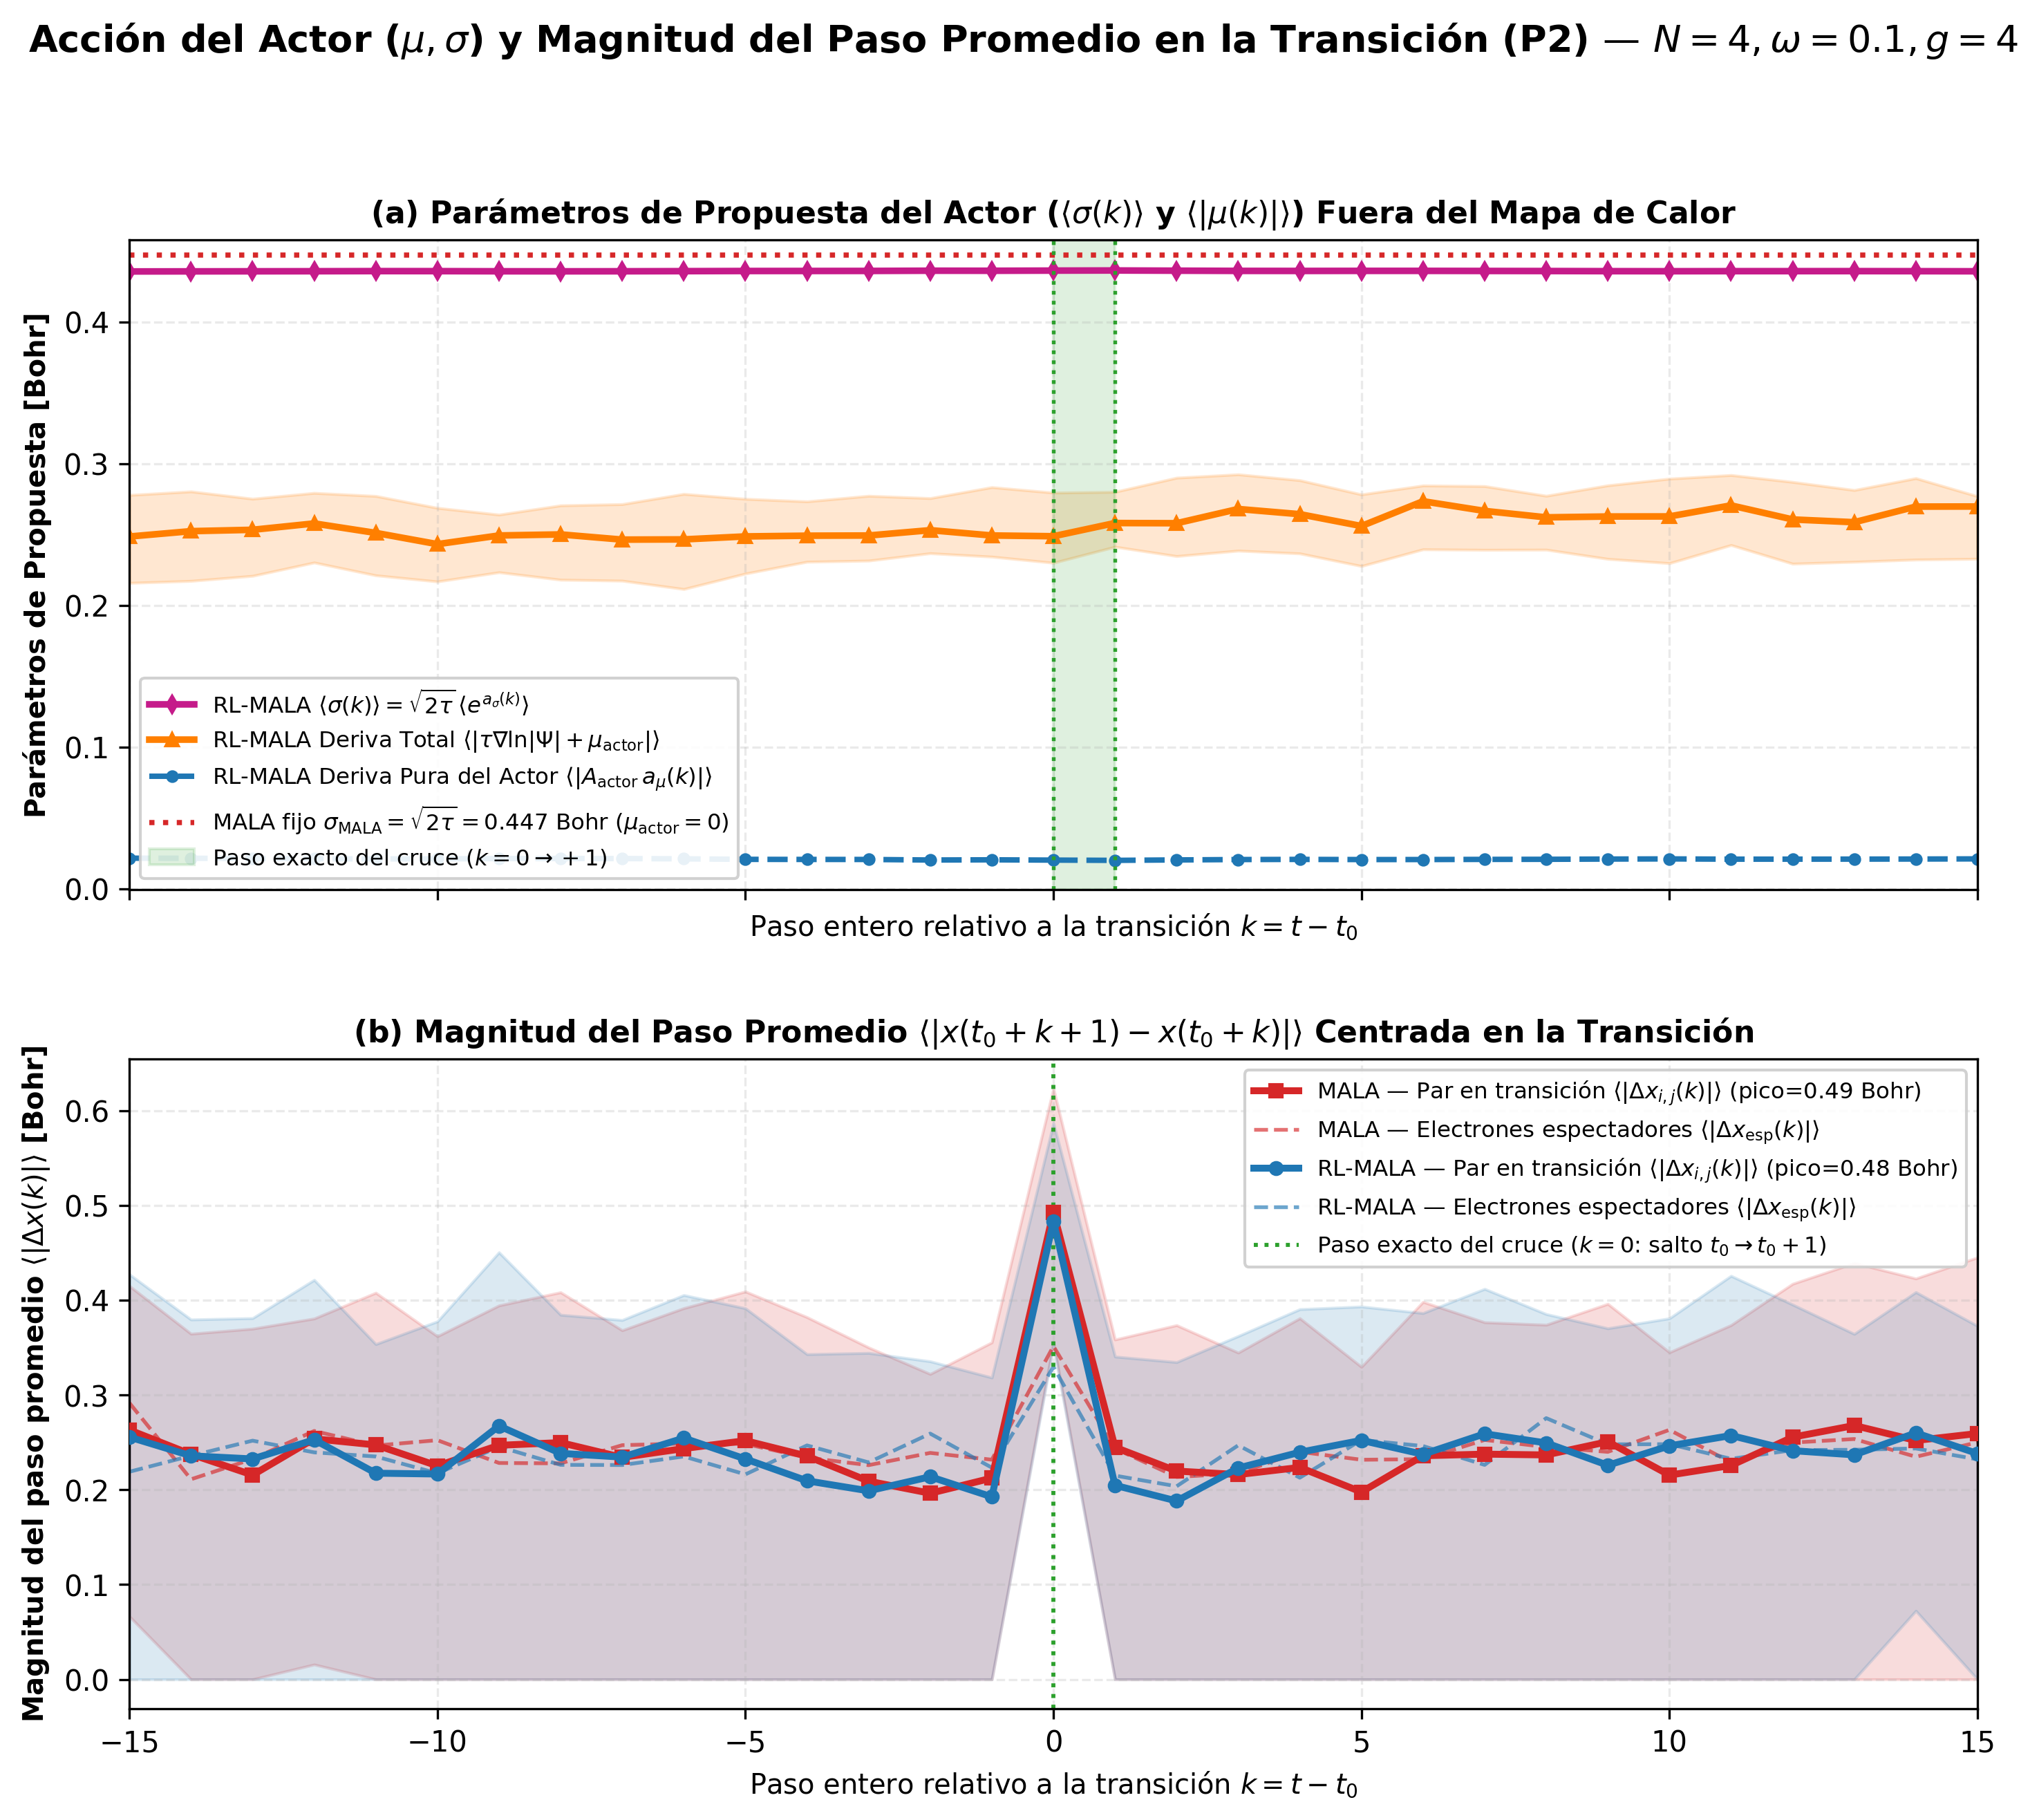 Acción del Actor (μ, σ) y Magnitud del Paso Promedio en la Transición (P2) — N = 4, ω = 0.1, g = 4
(a) Parámetros de Propuesta del Actor (⟨σ(k)⟩ y ⟨|μ(k)|⟩) Fuera del Mapa de Calor
Parámetros de Propuesta [Bohr]
0.4
0.3
0.2
0.1
0.0
RL-MALA ⟨σ(k)⟩ = √2τ ⟨e^{a_σ(k)}⟩
RL-MALA Deriva Total ⟨|τ∇ln|Ψ| + μ_actor|⟩
RL-MALA Deriva Pura del Actor ⟨|A_actor a_μ(k)|⟩
MALA fijo σ_MALA = √2τ = 0.447 Bohr (μ_actor = 0)
Paso exacto del cruce (k = 0 → + 1)
Paso entero relativo a la transición k = t − t₀
(b) Magnitud del Paso Promedio ⟨|x(t₀ + k + 1) − x(t₀ + k)|⟩ Centrada en la Transición
Magnitud del paso promedio ⟨|Δx(k)|⟩ [Bohr]
0.6
0.5
0.4
0.3
0.2
0.1
0.0
MALA — Par en transición ⟨|Δx_{i,j}(k)|⟩ (pico=0.49 Bohr)
MALA — Electrones espectadores ⟨|Δx_esp(k)|⟩
RL-MALA — Par en transición ⟨|Δx_{i,j}(k)|⟩ (pico=0.48 Bohr)
RL-MALA — Electrones espectadores ⟨|Δx_esp(k)|⟩
Paso exacto del cruce (k = 0: salto t₀ → t₀ + 1)
−15 −10 −5 0 5 10 15
Paso entero relativo a la transición k = t − t₀